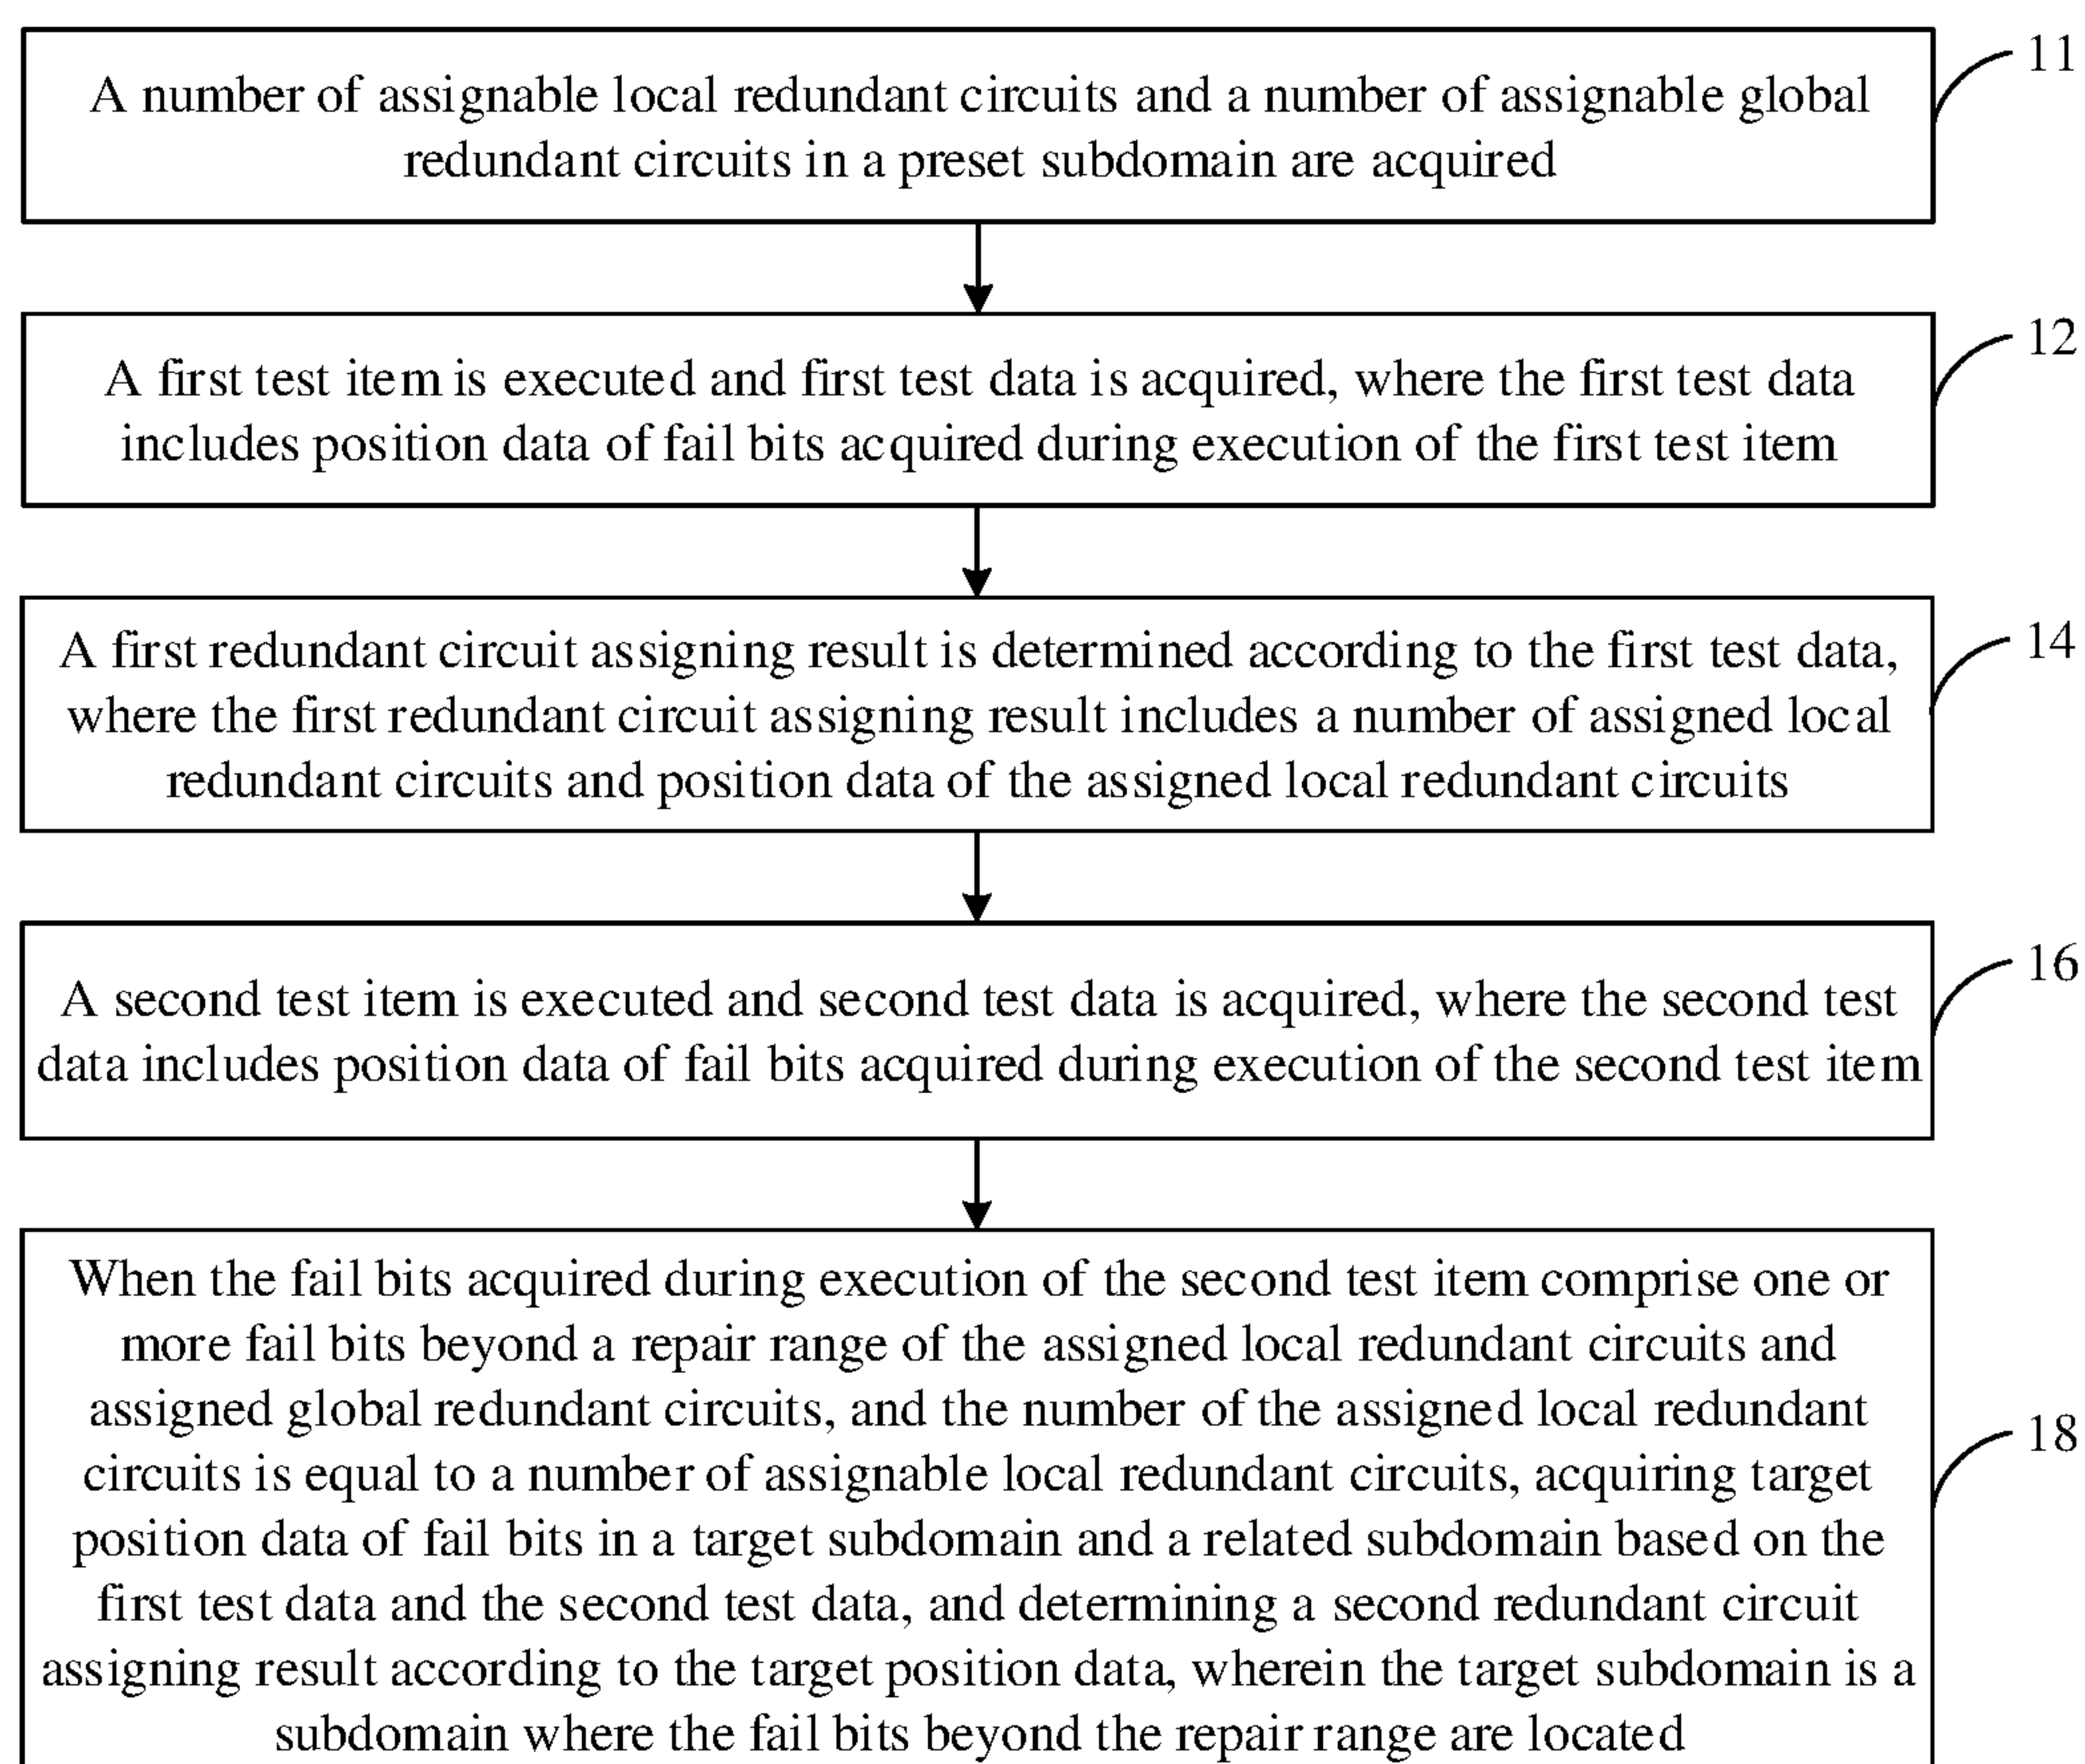 A number of assignable local redundant circuits and a number of assignable global
redundant circuits in a preset subdomain are acquired
11
A first test item is executed and first test data is acquired, where the first test data
includes position data of fail bits acquired during execution of the first test item
12
A first redundant circuit assigning result is determined according to the first test data,
where the first redundant circuit assigning result includes a number of assigned local
redundant circuits and position data of the assigned local redundant circuits
14
A second test item is executed and second test data is acquired, where the second test
data includes position data of fail bits acquired during execution of the second test item
16
When the fail bits acquired during execution of the second test item comprise one or
more fail bits beyond a repair range of the assigned local redundant circuits and
assigned global redundant circuits, and the number of the assigned local redundant
circuits is equal to a number of assignable local redundant circuits, acquiring target
position data of fail bits in a target subdomain and a related subdomain based on the
first test data and the second test data, and determining a second redundant circuit
assigning result according to the target position data, wherein the target subdomain is a
subdomain where the fail bits beyond the repair range are located
18